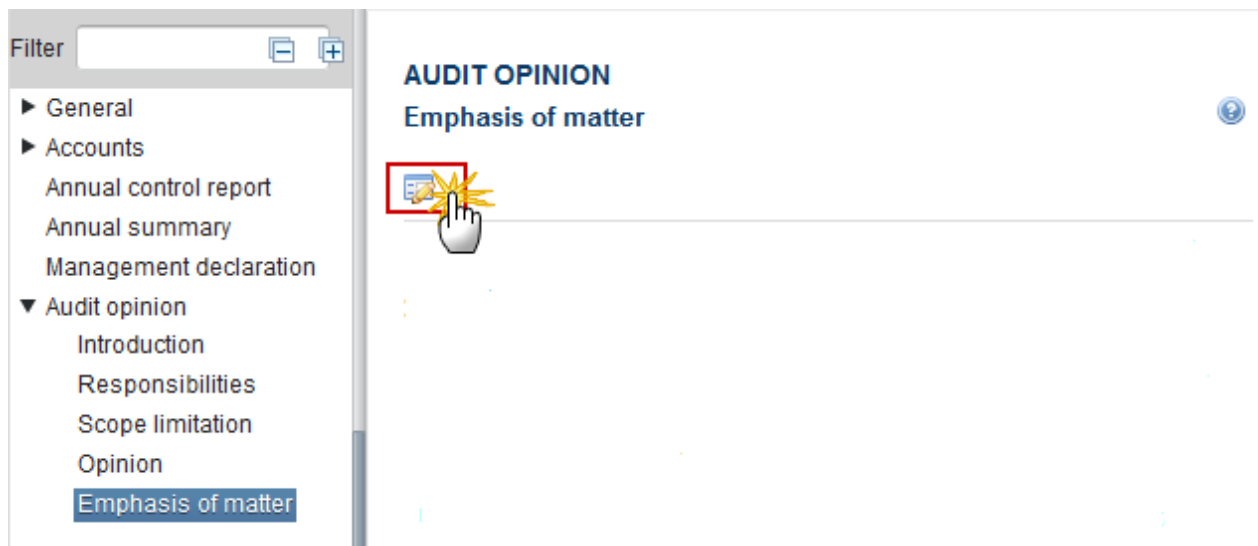 Filter
General
Accounts
Annual control report
Annual summary
Management declaration
Audit opinion
Introduction
Responsibilities
Scope limitation
Opinion
Emphasis of matter
AUDIT OPINION
Emphasis of matter